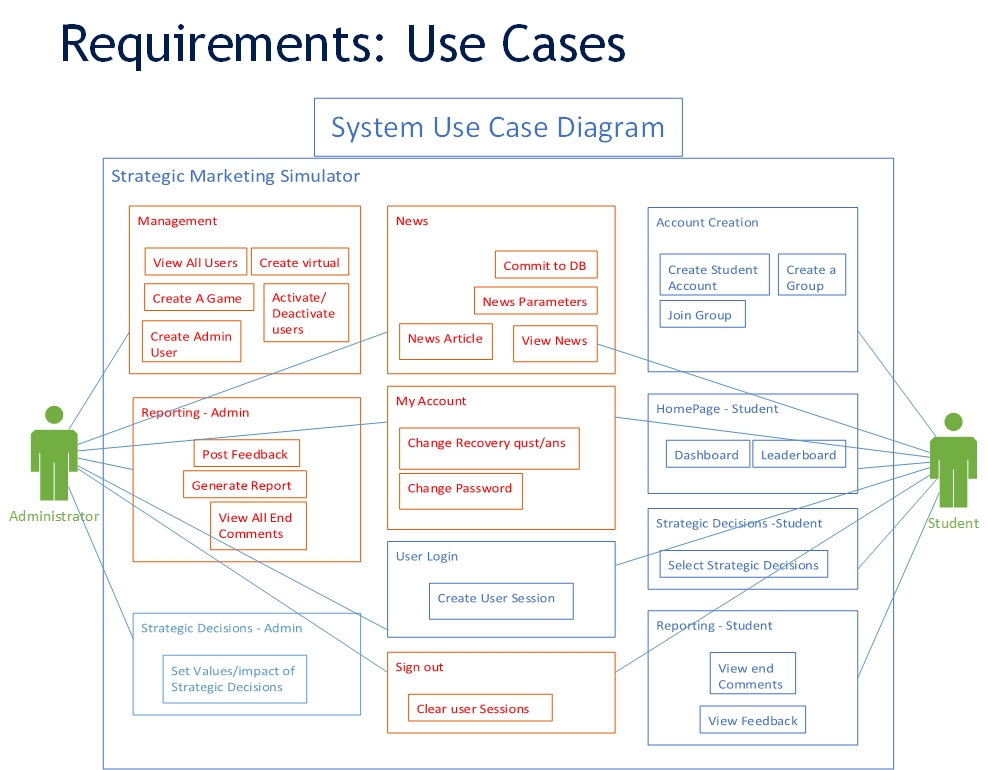 Requirements: Use Cases
System Use Case Diagram
Strategic Marketing Simulator
Management
View All Users
Create virtual
Create A Game
Activate/
Deactivate
users
Create Admin
User
News
Commit to DB
News Parameters
News Article
View News
Account Creation
Create Student
Account
Create a
Group
Join Group
Reporting - Admin
Post Feedback
Generate Report
View All End
Comments
My Account
Change Recovery qust/ans
Change Password
HomePage - Student
Dashboard
Leaderboard
Administrator
Student
User Login
Create User Session
Strategic Decisions -Student
Select Strategic Decisions
Strategic Decisions - Admin
Set Values/impact of
Strategic Decisions
Sign out
Clear user Sessions
Reporting - Student
View end
Comments
View Feedback